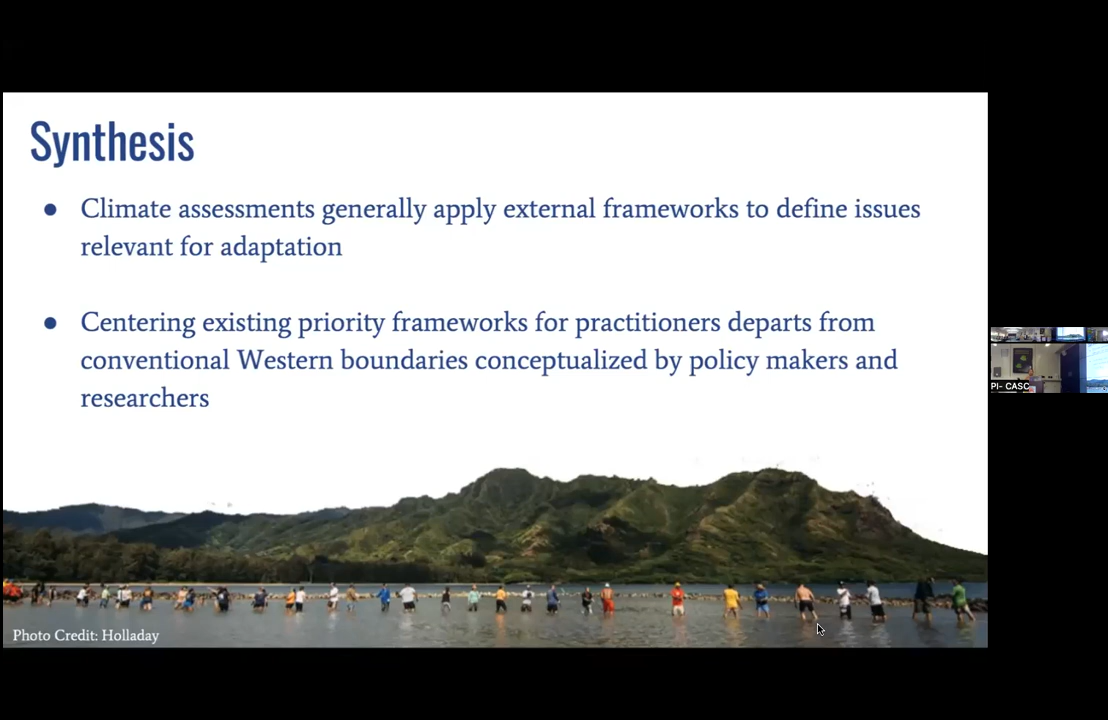 Synthesis
● Climate assessments generally apply external frameworks to define issues
relevant for adaptation
● Centering existing priority frameworks for practitioners departs from
conventional Western boundaries conceptualized by policy makers and
researchers
PI- CASC
Photo Credit: Holladay